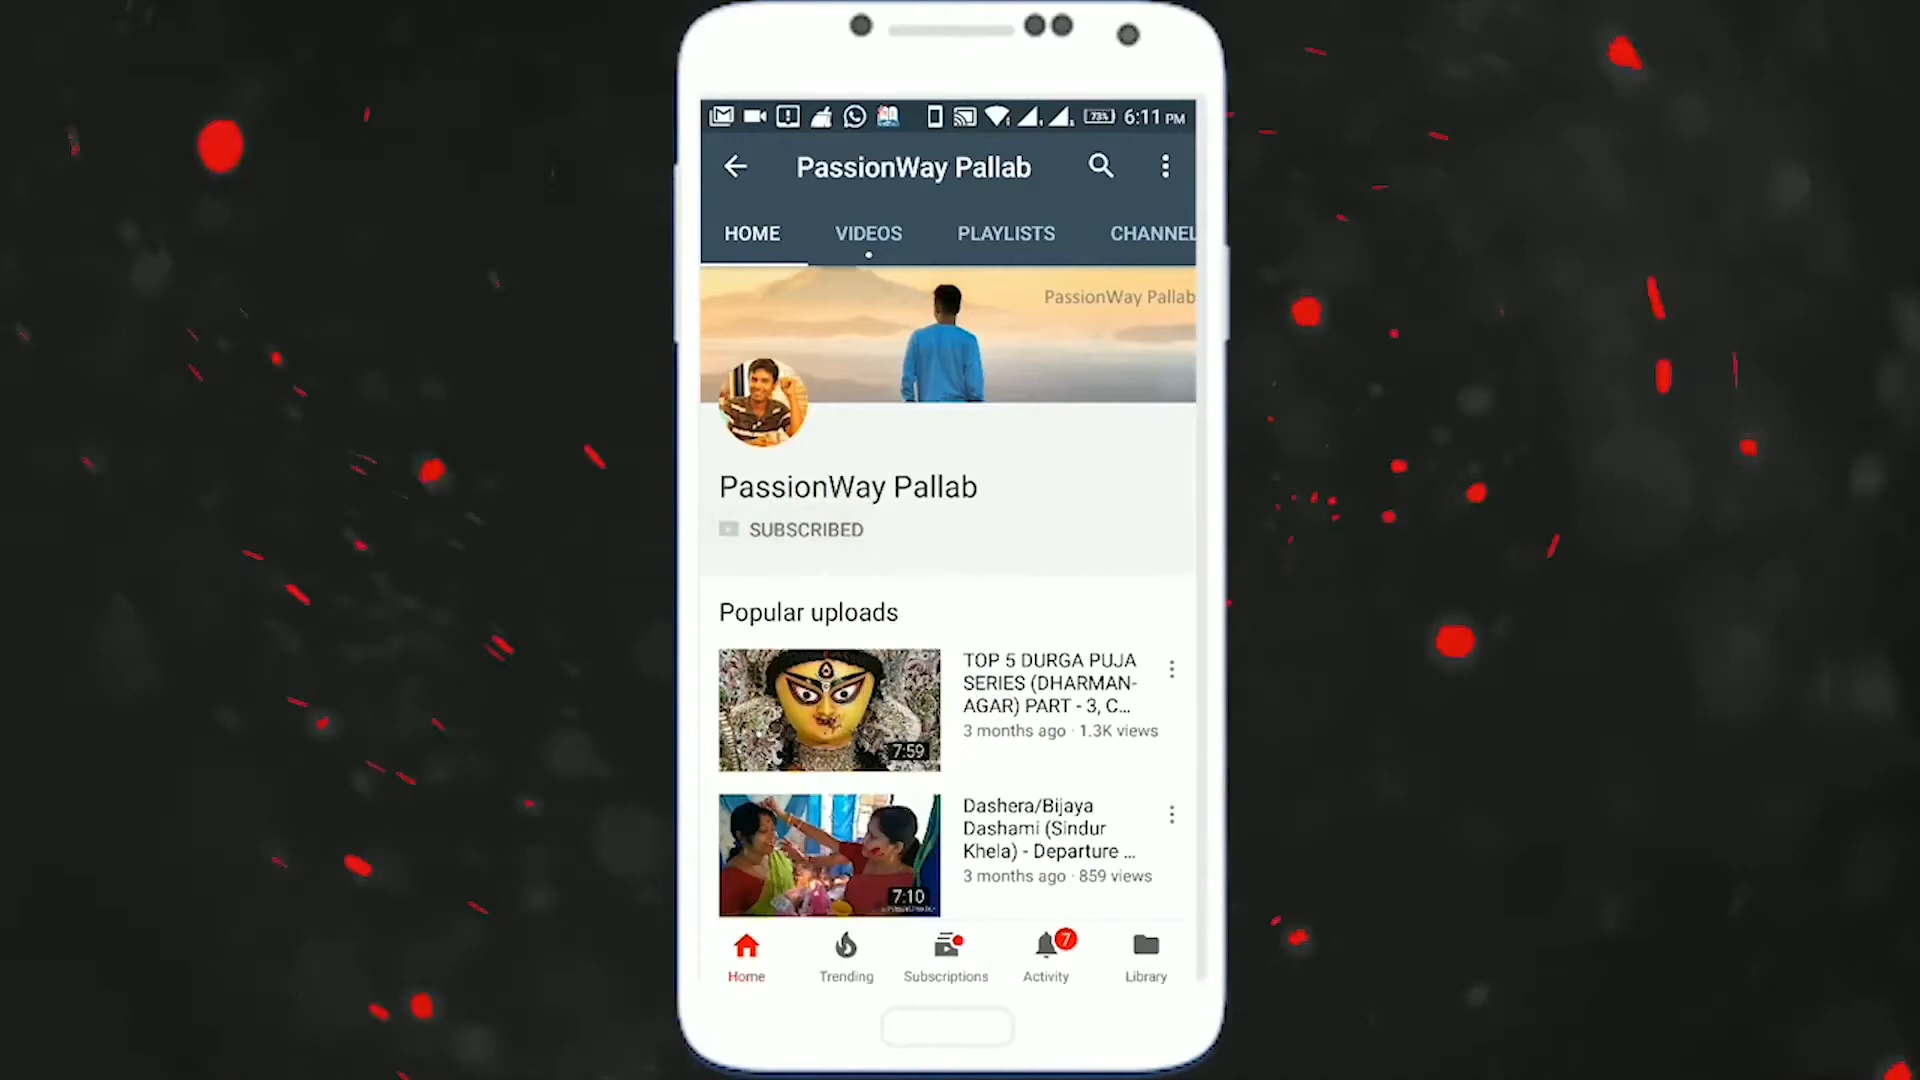 73%
6:11 PM
PassionWay Pallab
HOME VIDEOS PLAYLISTS CHANNEL
PassionWay Pallab
PassionWay Pallab
SUBSCRIBED
Popular uploads
TOP 5 DURGA PUJA
SERIES (DHARMAN-
AGAR) PART - 3, C...
3 months ago · 1.3K views
7:59
Dashera/Bijaya
Dashami (Sindur
Khela) - Departure ...
3 months ago · 859 views
7:10
7
Home Trending Subscriptions Activity Library